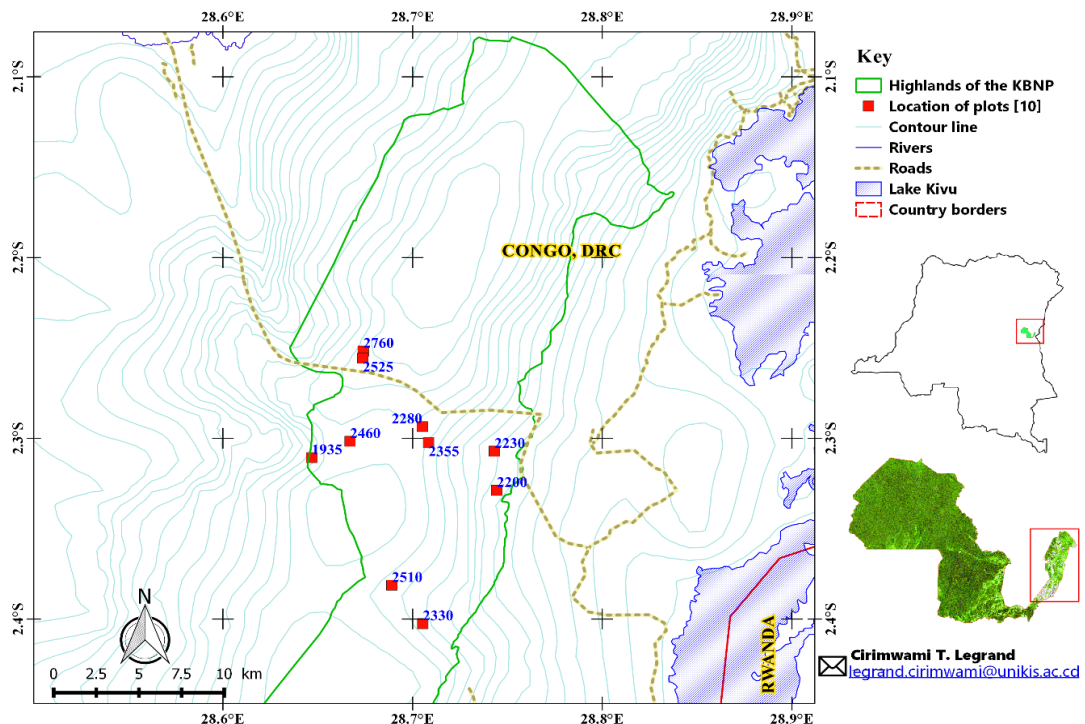 28.6°E 28.7°E 28.8°E 28.9°E
2.1°S 2.1°S
2.2°S 2.2°S
2.3°S 2.3°S
2.4°S 2.4°S
CONGO, DRC
2760
2525
2280
2460
2355
2230
1935
2200
2510
2330
RWANDA
N
0 2.5 5 7.5 10 km
28.6°E 28.7°E 28.8°E 28.9°E
Key
Highlands of the KBNP
Location of plots [10]
Contour line
Rivers
Roads
Lake Kivu
Country borders
Cirimwami T. Legrand
legrand.cirimwami@unikis.ac.cd